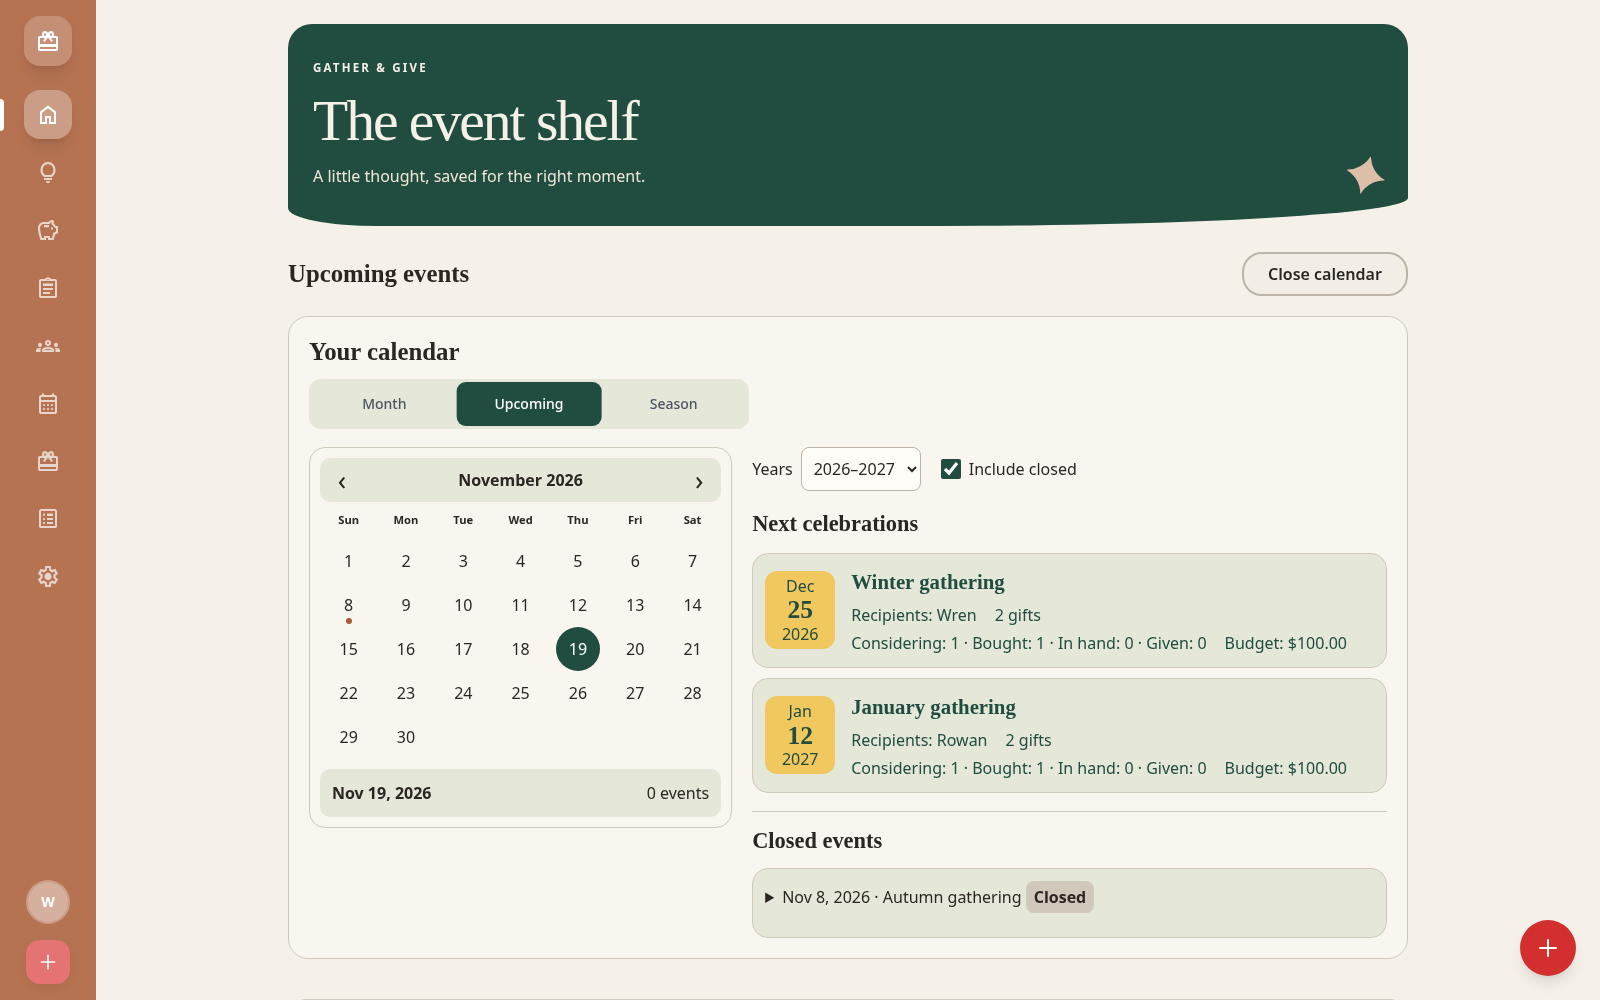 GATHER & GIVE
The event shelf
A little thought, saved for the right moment.
Upcoming events
Close calendar
Your calendar
Month
Upcoming
Season
November 2026
Sun Mon Tue Wed Thu Fri Sat
1 2 3 4 5 6 7
8 9 10 11 12 13 14
15 16 17 18 19 20 21
22 23 24 25 26 27 28
29 30
Nov 19, 2026 0 events
Years 2026–2027 Include closed
Next celebrations
Dec
25
2026
Winter gathering
Recipients: Wren 2 gifts
Considering: 1 · Bought: 1 · In hand: 0 · Given: 0 Budget: $100.00
Jan
12
2027
January gathering
Recipients: Rowan 2 gifts
Considering: 1 · Bought: 1 · In hand: 0 · Given: 0 Budget: $100.00
Closed events
Nov 8, 2026 · Autumn gathering Closed
W